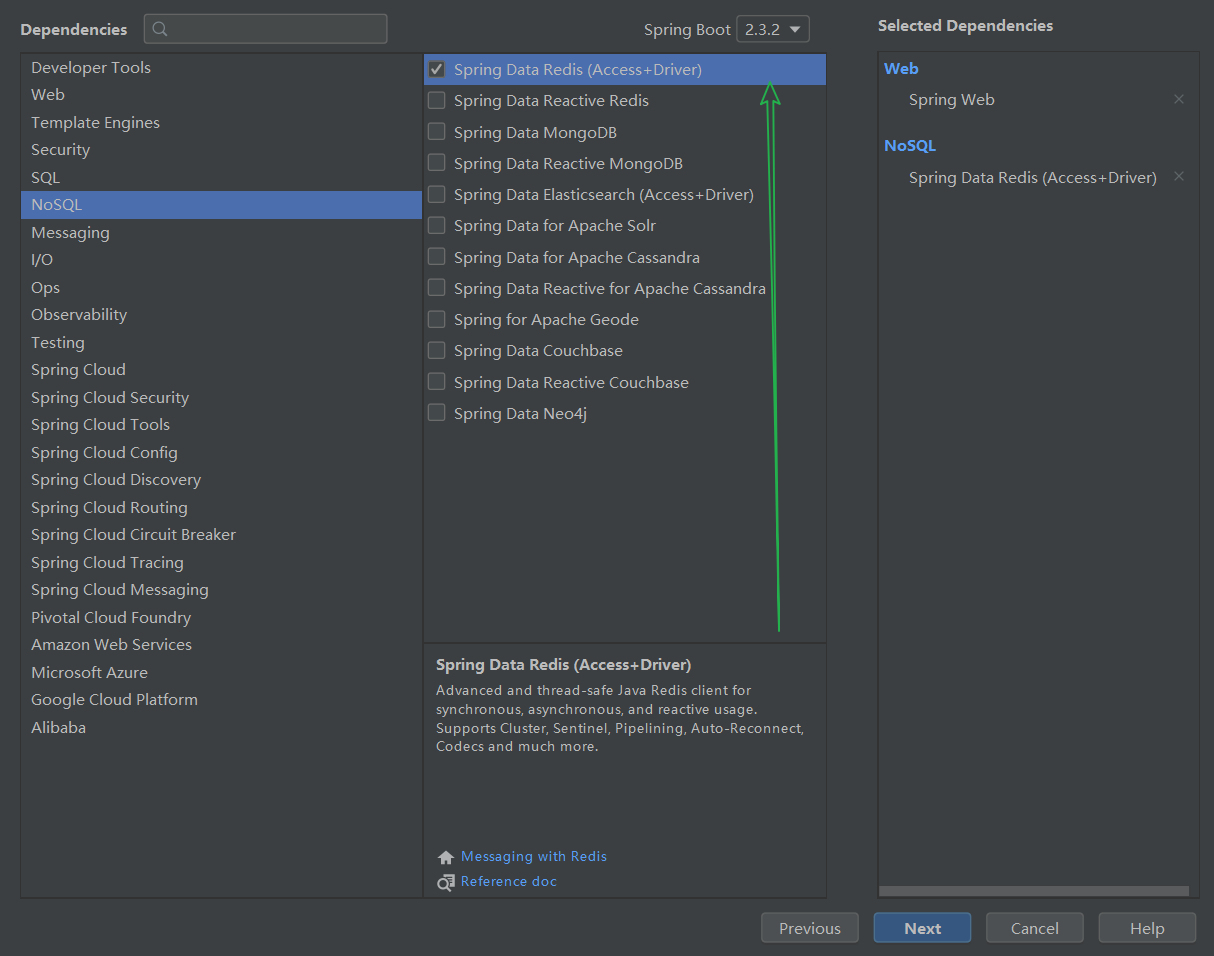 Dependencies
Spring Boot 2.3.2
Developer Tools
Web
Template Engines
Security
SQL
NoSQL
Messaging
I/O
Ops
Observability
Testing
Spring Cloud
Spring Cloud Security
Spring Cloud Tools
Spring Cloud Config
Spring Cloud Discovery
Spring Cloud Routing
Spring Cloud Circuit Breaker
Spring Cloud Tracing
Spring Cloud Messaging
Pivotal Cloud Foundry
Amazon Web Services
Microsoft Azure
Google Cloud Platform
Alibaba
Spring Data Redis (Access+Driver)
Spring Data Reactive Redis
Spring Data MongoDB
Spring Data Reactive MongoDB
Spring Data Elasticsearch (Access+Driver)
Spring Data for Apache Solr
Spring Data for Apache Cassandra
Spring Data Reactive for Apache Cassandra
Spring for Apache Geode
Spring Data Couchbase
Spring Data Reactive Couchbase
Spring Data Neo4j
Spring Data Redis (Access+Driver)
Advanced and thread-safe Java Redis client for
synchronous, asynchronous, and reactive usage.
Supports Cluster, Sentinel, Pipelining, Auto-Reconnect,
Codecs and much more.
Messaging with Redis
Reference doc
Selected Dependencies
Web
Spring Web
NoSQL
Spring Data Redis (Access+Driver)
Previous
Next
Cancel
Help